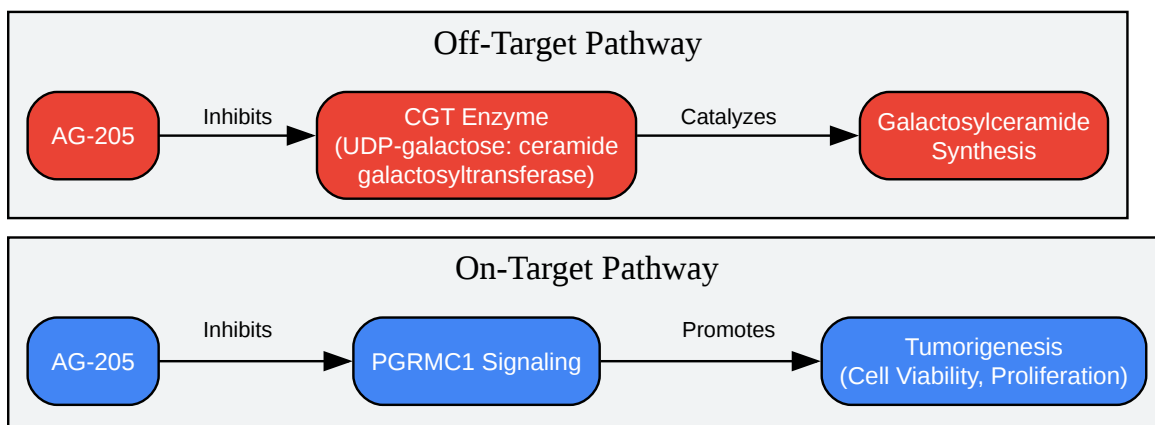 Off-Target Pathway
AG-205
Inhibits
CGT Enzyme
(UDP-galactose: ceramide
galactosyltransferase)
Catalyzes
Galactosylceramide
Synthesis
On-Target Pathway
AG-205
Inhibits
PGRMC1 Signaling
Promotes
Tumorigenesis
(Cell Viability, Proliferation)